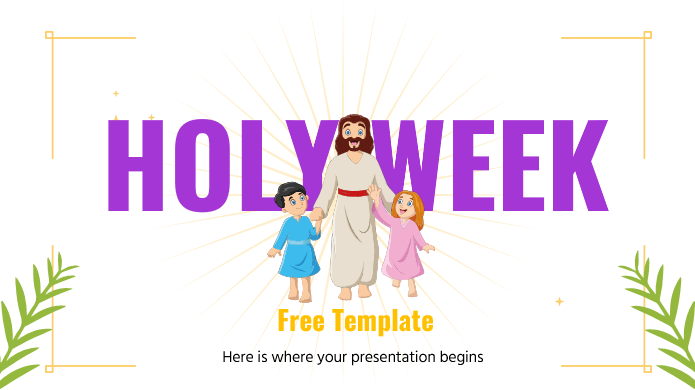 HOLY WEEK
Free Template
Here is where your presentation begins